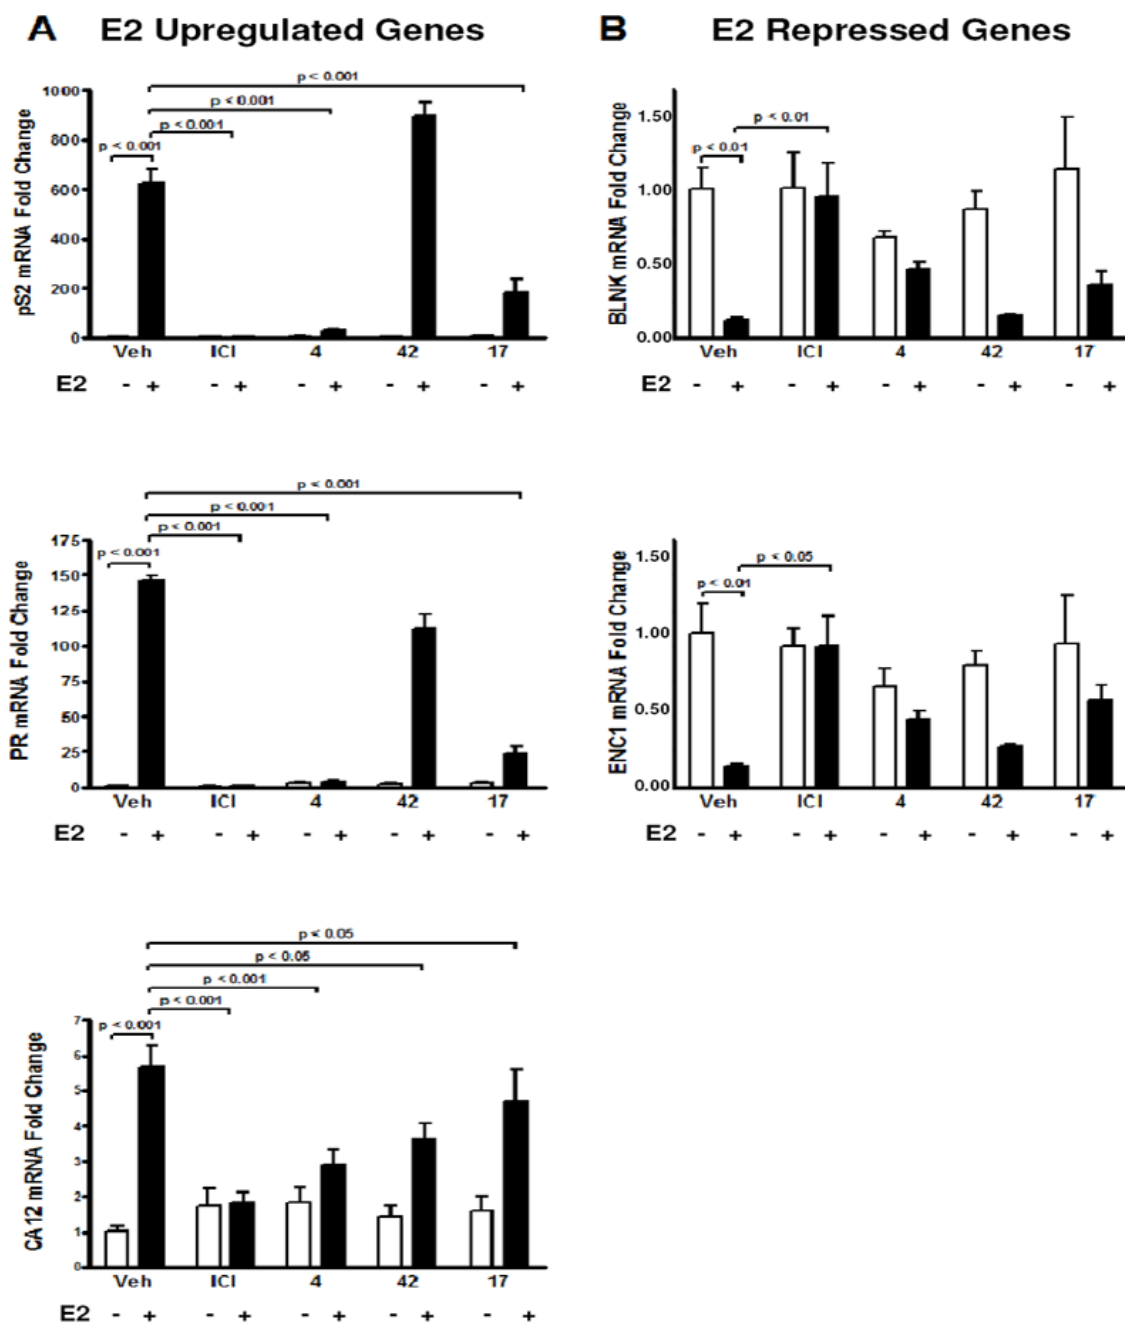 A E2 Upregulated Genes
p < 0.001
p < 0.001
p < 0.001
p < 0.001
pS2 mRNA Fold Change
1000
800
600
400
200
0
Veh ICI 4 42 17
E2 - + - + - + - + - +
p < 0.001
p < 0.001
p < 0.001
p < 0.001
PR mRNA Fold Change
175
150
125
100
75
50
25
0
Veh ICI 4 42 17
E2 - + - + - + - + - +
p < 0.05
p < 0.05
p < 0.001
p < 0.001
p < 0.001
CA12 mRNA Fold Change
7
6
5
4
3
2
1
0
Veh ICI 4 42 17
E2 - + - + - + - + - +
B E2 Repressed Genes
p < 0.01
p < 0.01
BLNK mRNA Fold Change
1.50
1.00
0.50
0.00
Veh ICI 4 42 17
E2 - + - + - + - + - +
p < 0.05
p < 0.01
ENC1 mRNA Fold Change
1.50
1.00
0.50
0.00
Veh ICI 4 42 17
E2 - + - + - + - + - +